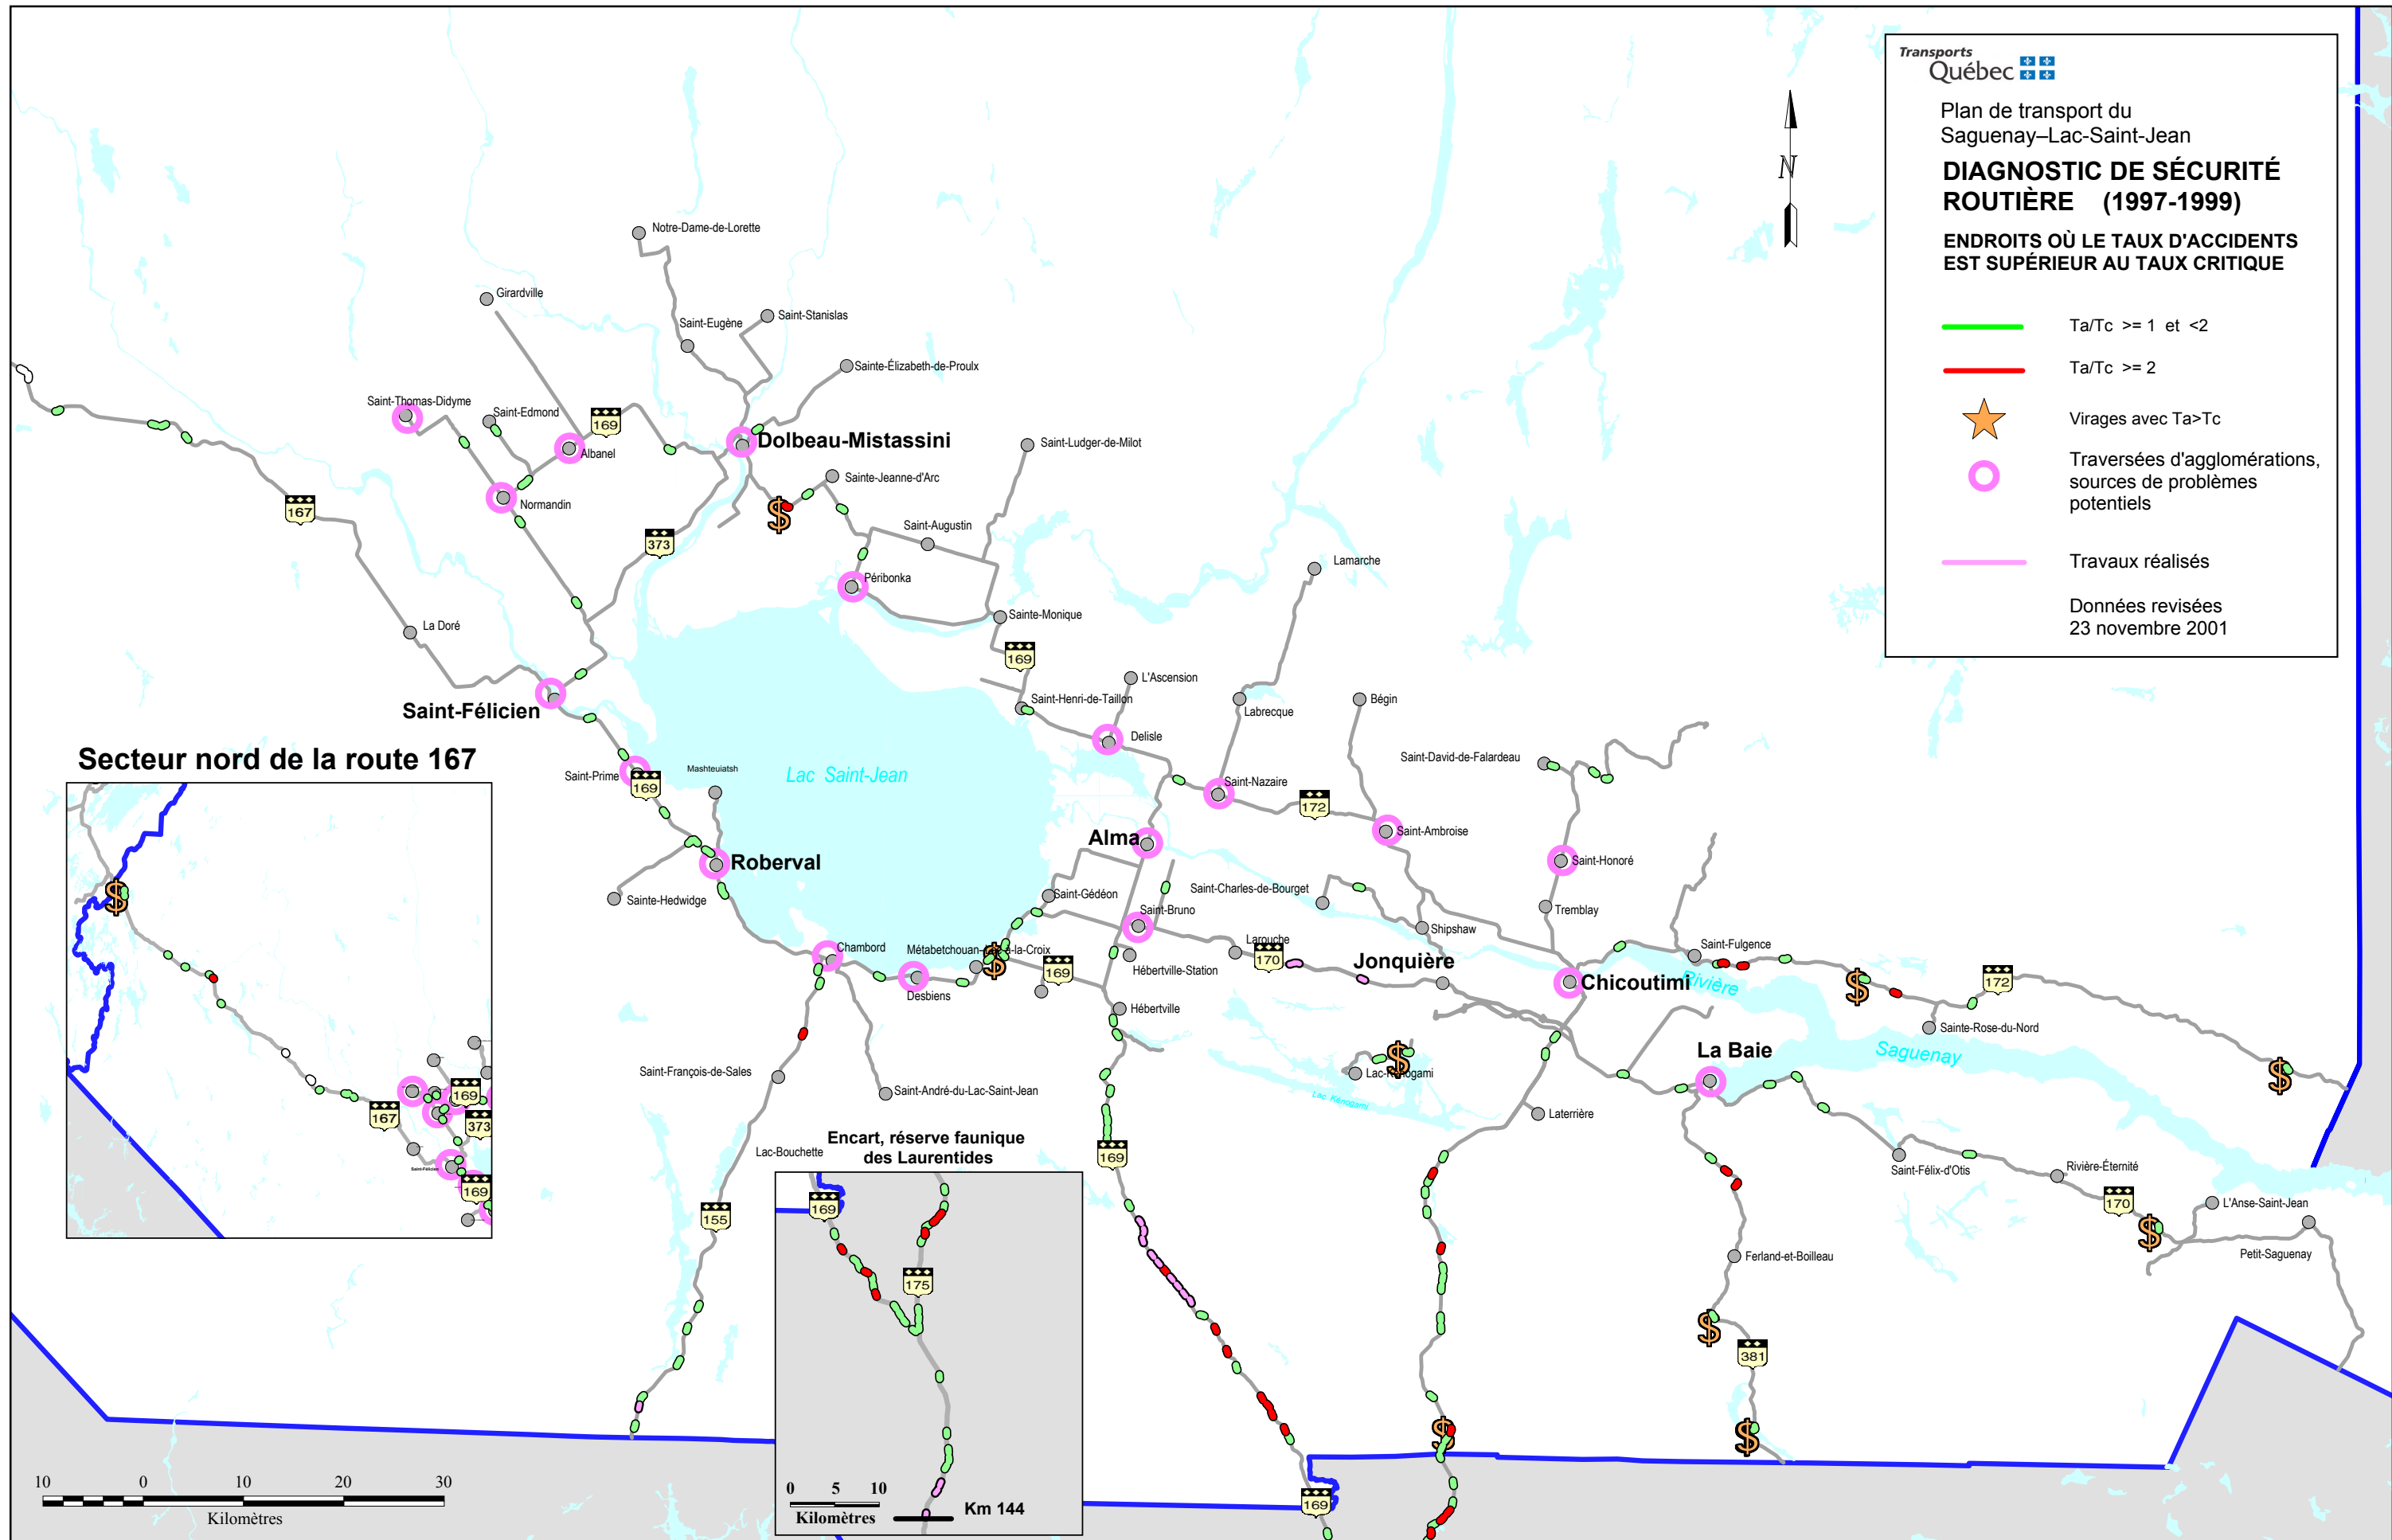 Transports
Québec
Plan de transport du
Saguenay–Lac-Saint-Jean
DIAGNOSTIC DE SÉCURITÉ
ROUTIÈRE (1997-1999)
ENDROITS OÙ LE TAUX D'ACCIDENTS
EST SUPÉRIEUR AU TAUX CRITIQUE
Ta/Tc >= 1 et <2
Ta/Tc >= 2
Virages avec Ta>Tc
Traversées d'agglomérations,
sources de problèmes
potentiels
Travaux réalisés
Données revisées
23 novembre 2001
N
Notre-Dame-de-Lorette
Girardville
Saint-Eugène
Saint-Stanislas
Sainte-Élizabeth-de-Proulx
Saint-Thomas-Didyme
Saint-Edmond
169
Albanel
Dolbeau-Mistassini
Saint-Ludger-de-Milot
Sainte-Jeanne-d'Arc
Normandin
167
$
373
Saint-Augustin
Lamarche
Péribonka
Sainte-Monique
La Doré
169
L'Ascension
Saint-Henri-de-Taillon
Labrecque
Bégin
Saint-Félicien
Delisle
Saint-David-de-Falardeau
Saint-Prime
169
Mashteuiatsh
Lac Saint-Jean
Saint-Nazaire
172
Saint-Ambroise
Alma
Roberval
Saint-Honoré
Sainte-Hedwidge
Saint-Gédéon
Saint-Charles-de-Bourget
Saint-Bruno
Tremblay
Shipshaw
Chambord
$
169
Larouche
170
Hébertville-Station
Jonquière
Chicoutimi
Saint-Fulgence
Rivière
$
172
Desbiens
Hébertville
Sainte-Rose-du-Nord
Saguenay
La Baie
$
Saint-François-de-Sales
$
Lac Kénogami
Saint-André-du-Lac-Saint-Jean
Laterrière
169
Saint-Félix-d'Otis
Rivière-Éternité
170
$
L'Anse-Saint-Jean
Petit-Saguenay
Lac-Bouchette
155
Ferland-et-Boilleau
$
381
$
$
169
Secteur nord de la route 167
$
167
169
373
Saint-Félicien
169
Encart, réserve faunique
des Laurentides
169
175
0 5 10
Kilomètres
Km 144
10 0 10 20 30
Kilomètres